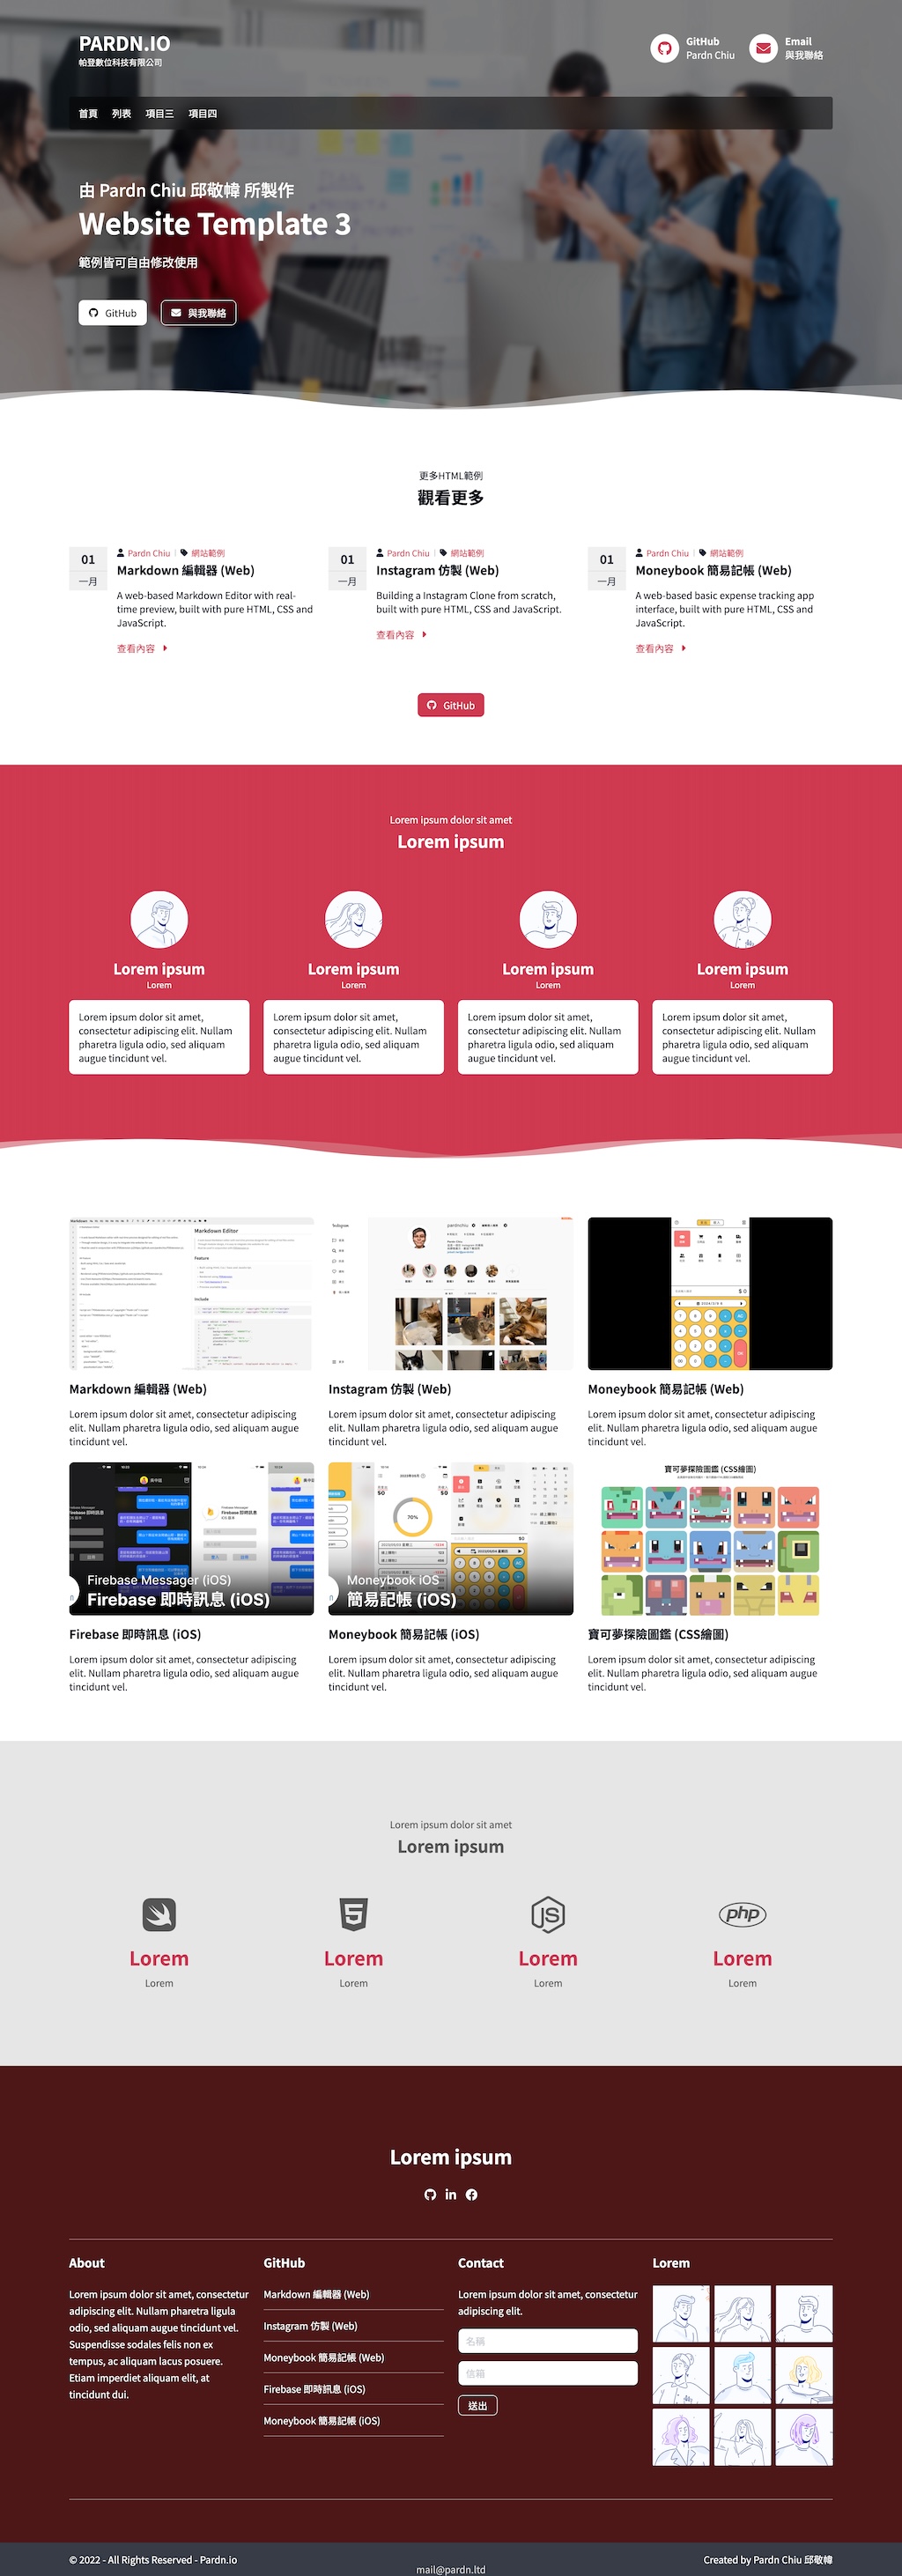 PARDN.IO
帕登數位科技有限公司
GitHub
Pardn Chiu
Email
與我聯絡
首頁 列表 項目三 項目四
由 Pardn Chiu 邱敬幃 所製作
Website Template 3
範例皆可自由修改使用
GitHub
與我聯絡
更多HTML範例
觀看更多
01
一月
Pardn Chiu | 網站範例
Markdown 編輯器 (Web)
A web-based Markdown Editor with real-
time preview, built with pure HTML, CSS and
JavaScript.
查看內容
01
一月
Pardn Chiu | 網站範例
Instagram 仿製 (Web)
Building a Instagram Clone from scratch,
built with pure HTML, CSS and JavaScript.
查看內容
01
一月
Pardn Chiu | 網站範例
Moneybook 簡易記帳 (Web)
A web-based basic expense tracking app
interface, built with pure HTML, CSS and
JavaScript.
查看內容
GitHub
Lorem ipsum dolor sit amet
Lorem ipsum
Lorem ipsum
Lorem
Lorem ipsum dolor sit amet,
consectetur adipiscing elit. Nullam
pharetra ligula odio, sed aliquam
augue tincidunt vel.
Lorem ipsum
Lorem
Lorem ipsum dolor sit amet,
consectetur adipiscing elit. Nullam
pharetra ligula odio, sed aliquam
augue tincidunt vel.
Lorem ipsum
Lorem
Lorem ipsum dolor sit amet,
consectetur adipiscing elit. Nullam
pharetra ligula odio, sed aliquam
augue tincidunt vel.
Lorem ipsum
Lorem
Lorem ipsum dolor sit amet,
consectetur adipiscing elit. Nullam
pharetra ligula odio, sed aliquam
augue tincidunt vel.
Markdown Editor
Feature
Include
Markdown 編輯器 (Web)
Lorem ipsum dolor sit amet, consectetur adipiscing
elit. Nullam pharetra ligula odio, sed aliquam augue
tincidunt vel.
Instagram
pardnchiu
Instagram 仿製 (Web)
Lorem ipsum dolor sit amet, consectetur adipiscing
elit. Nullam pharetra ligula odio, sed aliquam augue
tincidunt vel.
$ 0
Moneybook 簡易記帳 (Web)
Lorem ipsum dolor sit amet, consectetur adipiscing
elit. Nullam pharetra ligula odio, sed aliquam augue
tincidunt vel.
Firebase Messager
Firebase 即時訊息
Firebase Messager (iOS)
Firebase 即時訊息 (iOS)
Firebase 即時訊息 (iOS)
Lorem ipsum dolor sit amet, consectetur adipiscing
elit. Nullam pharetra ligula odio, sed aliquam augue
tincidunt vel.
$0
$0
70%
Moneybook iOS
簡易記帳 (iOS)
Moneybook 簡易記帳 (iOS)
Lorem ipsum dolor sit amet, consectetur adipiscing
elit. Nullam pharetra ligula odio, sed aliquam augue
tincidunt vel.
寶可夢探險圖鑑 (CSS繪圖)
寶可夢探險圖鑑 (CSS繪圖)
Lorem ipsum dolor sit amet, consectetur adipiscing
elit. Nullam pharetra ligula odio, sed aliquam augue
tincidunt vel.
Lorem ipsum dolor sit amet
Lorem ipsum
Lorem
Lorem
5
Lorem
Lorem
JS
Lorem
Lorem
php
Lorem
Lorem
Lorem ipsum
in
About
Lorem ipsum dolor sit amet, consectetur
adipiscing elit. Nullam pharetra ligula
odio, sed aliquam augue tincidunt vel.
Suspendisse sodales felis non ex
tempus, ac aliquam lacus posuere.
Etiam imperdiet aliquam elit, at
tincidunt dui.
GitHub
Markdown 編輯器 (Web)
Instagram 仿製 (Web)
Moneybook 簡易記帳 (Web)
Firebase 即時訊息 (iOS)
Moneybook 簡易記帳 (iOS)
Contact
Lorem ipsum dolor sit amet, consectetur
adipiscing elit.
名稱
信箱
送出
Lorem
© 2022 - All Rights Reserved - Pardn.io
mail@pardn.ltd
Created by Pardn Chiu 邱敬幃